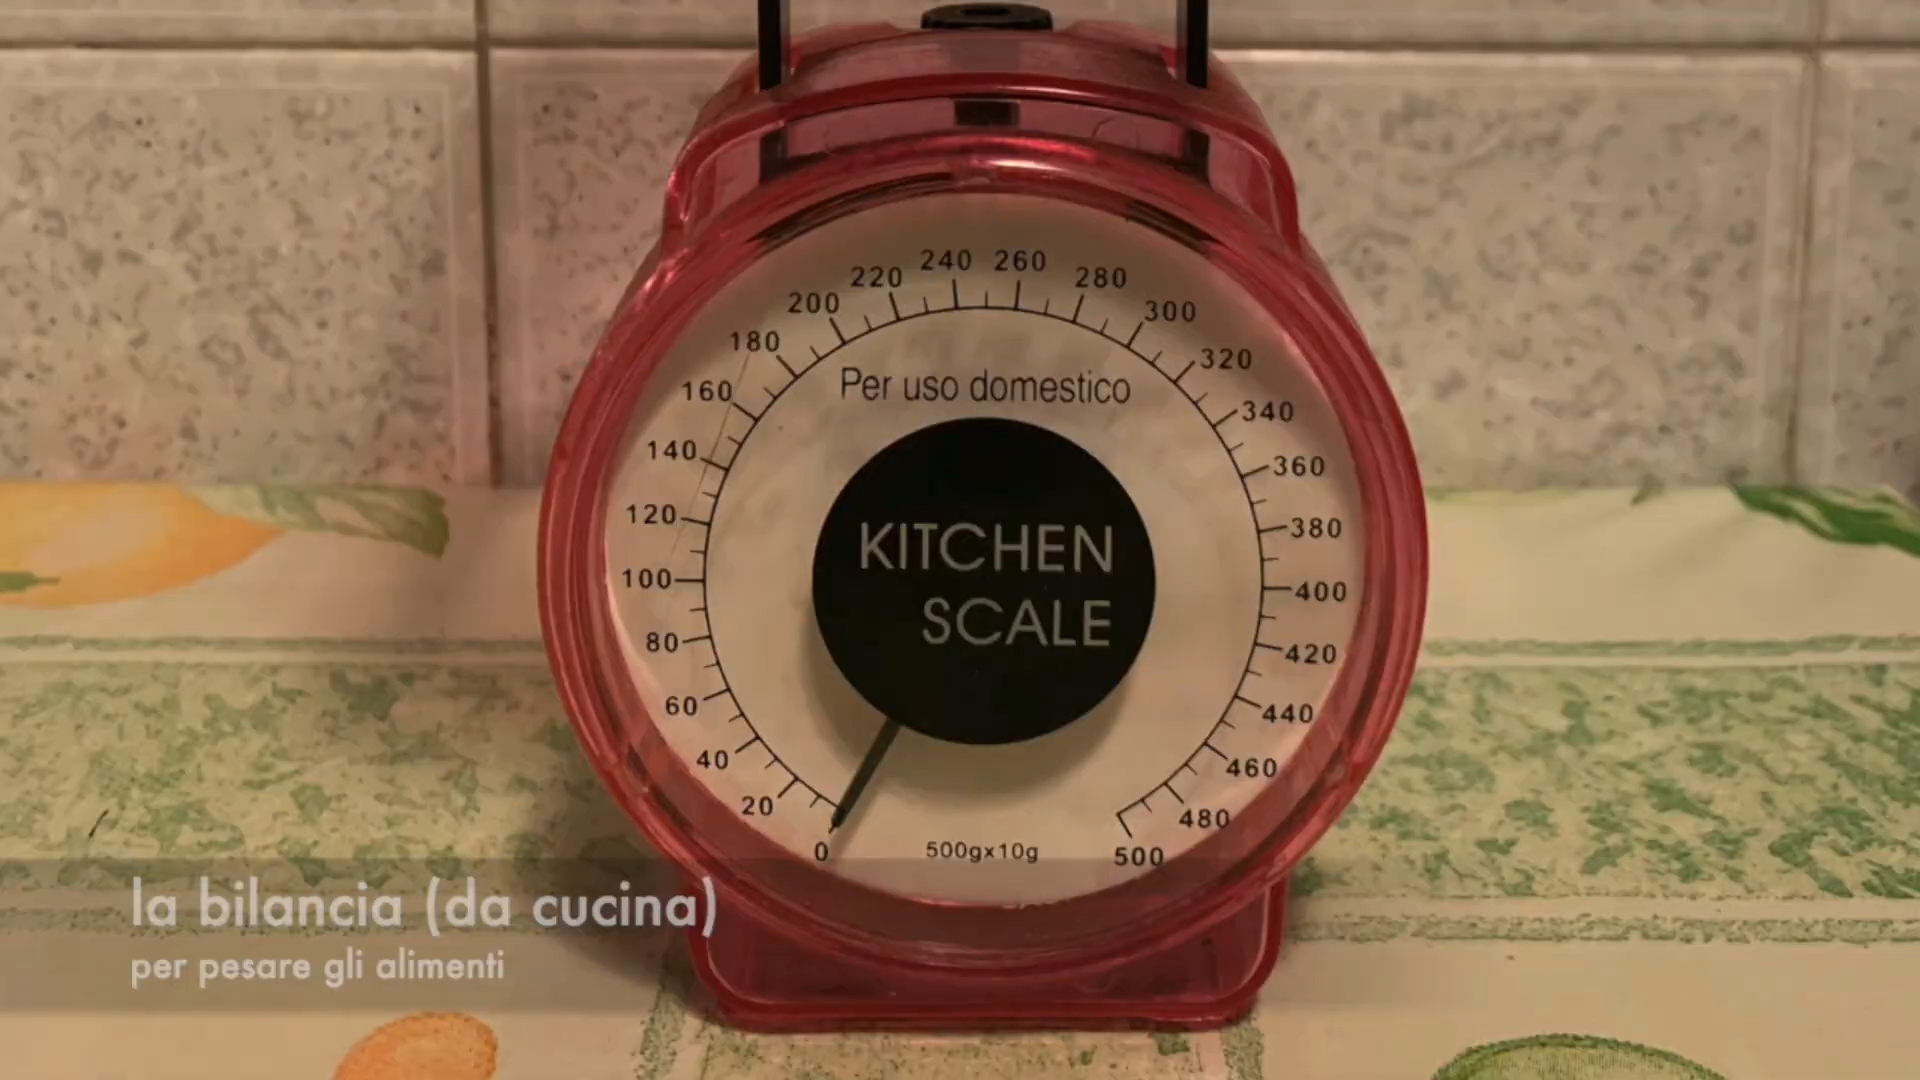 240 260
220 280
200 300
180 320
160 340
140 360
120 380
100 400
80 420
60 440
40 460
20 480
0 500
Per uso domestico
KITCHEN
SCALE
500gx10g
la bilancia (da cucina)
per pesare gli alimenti